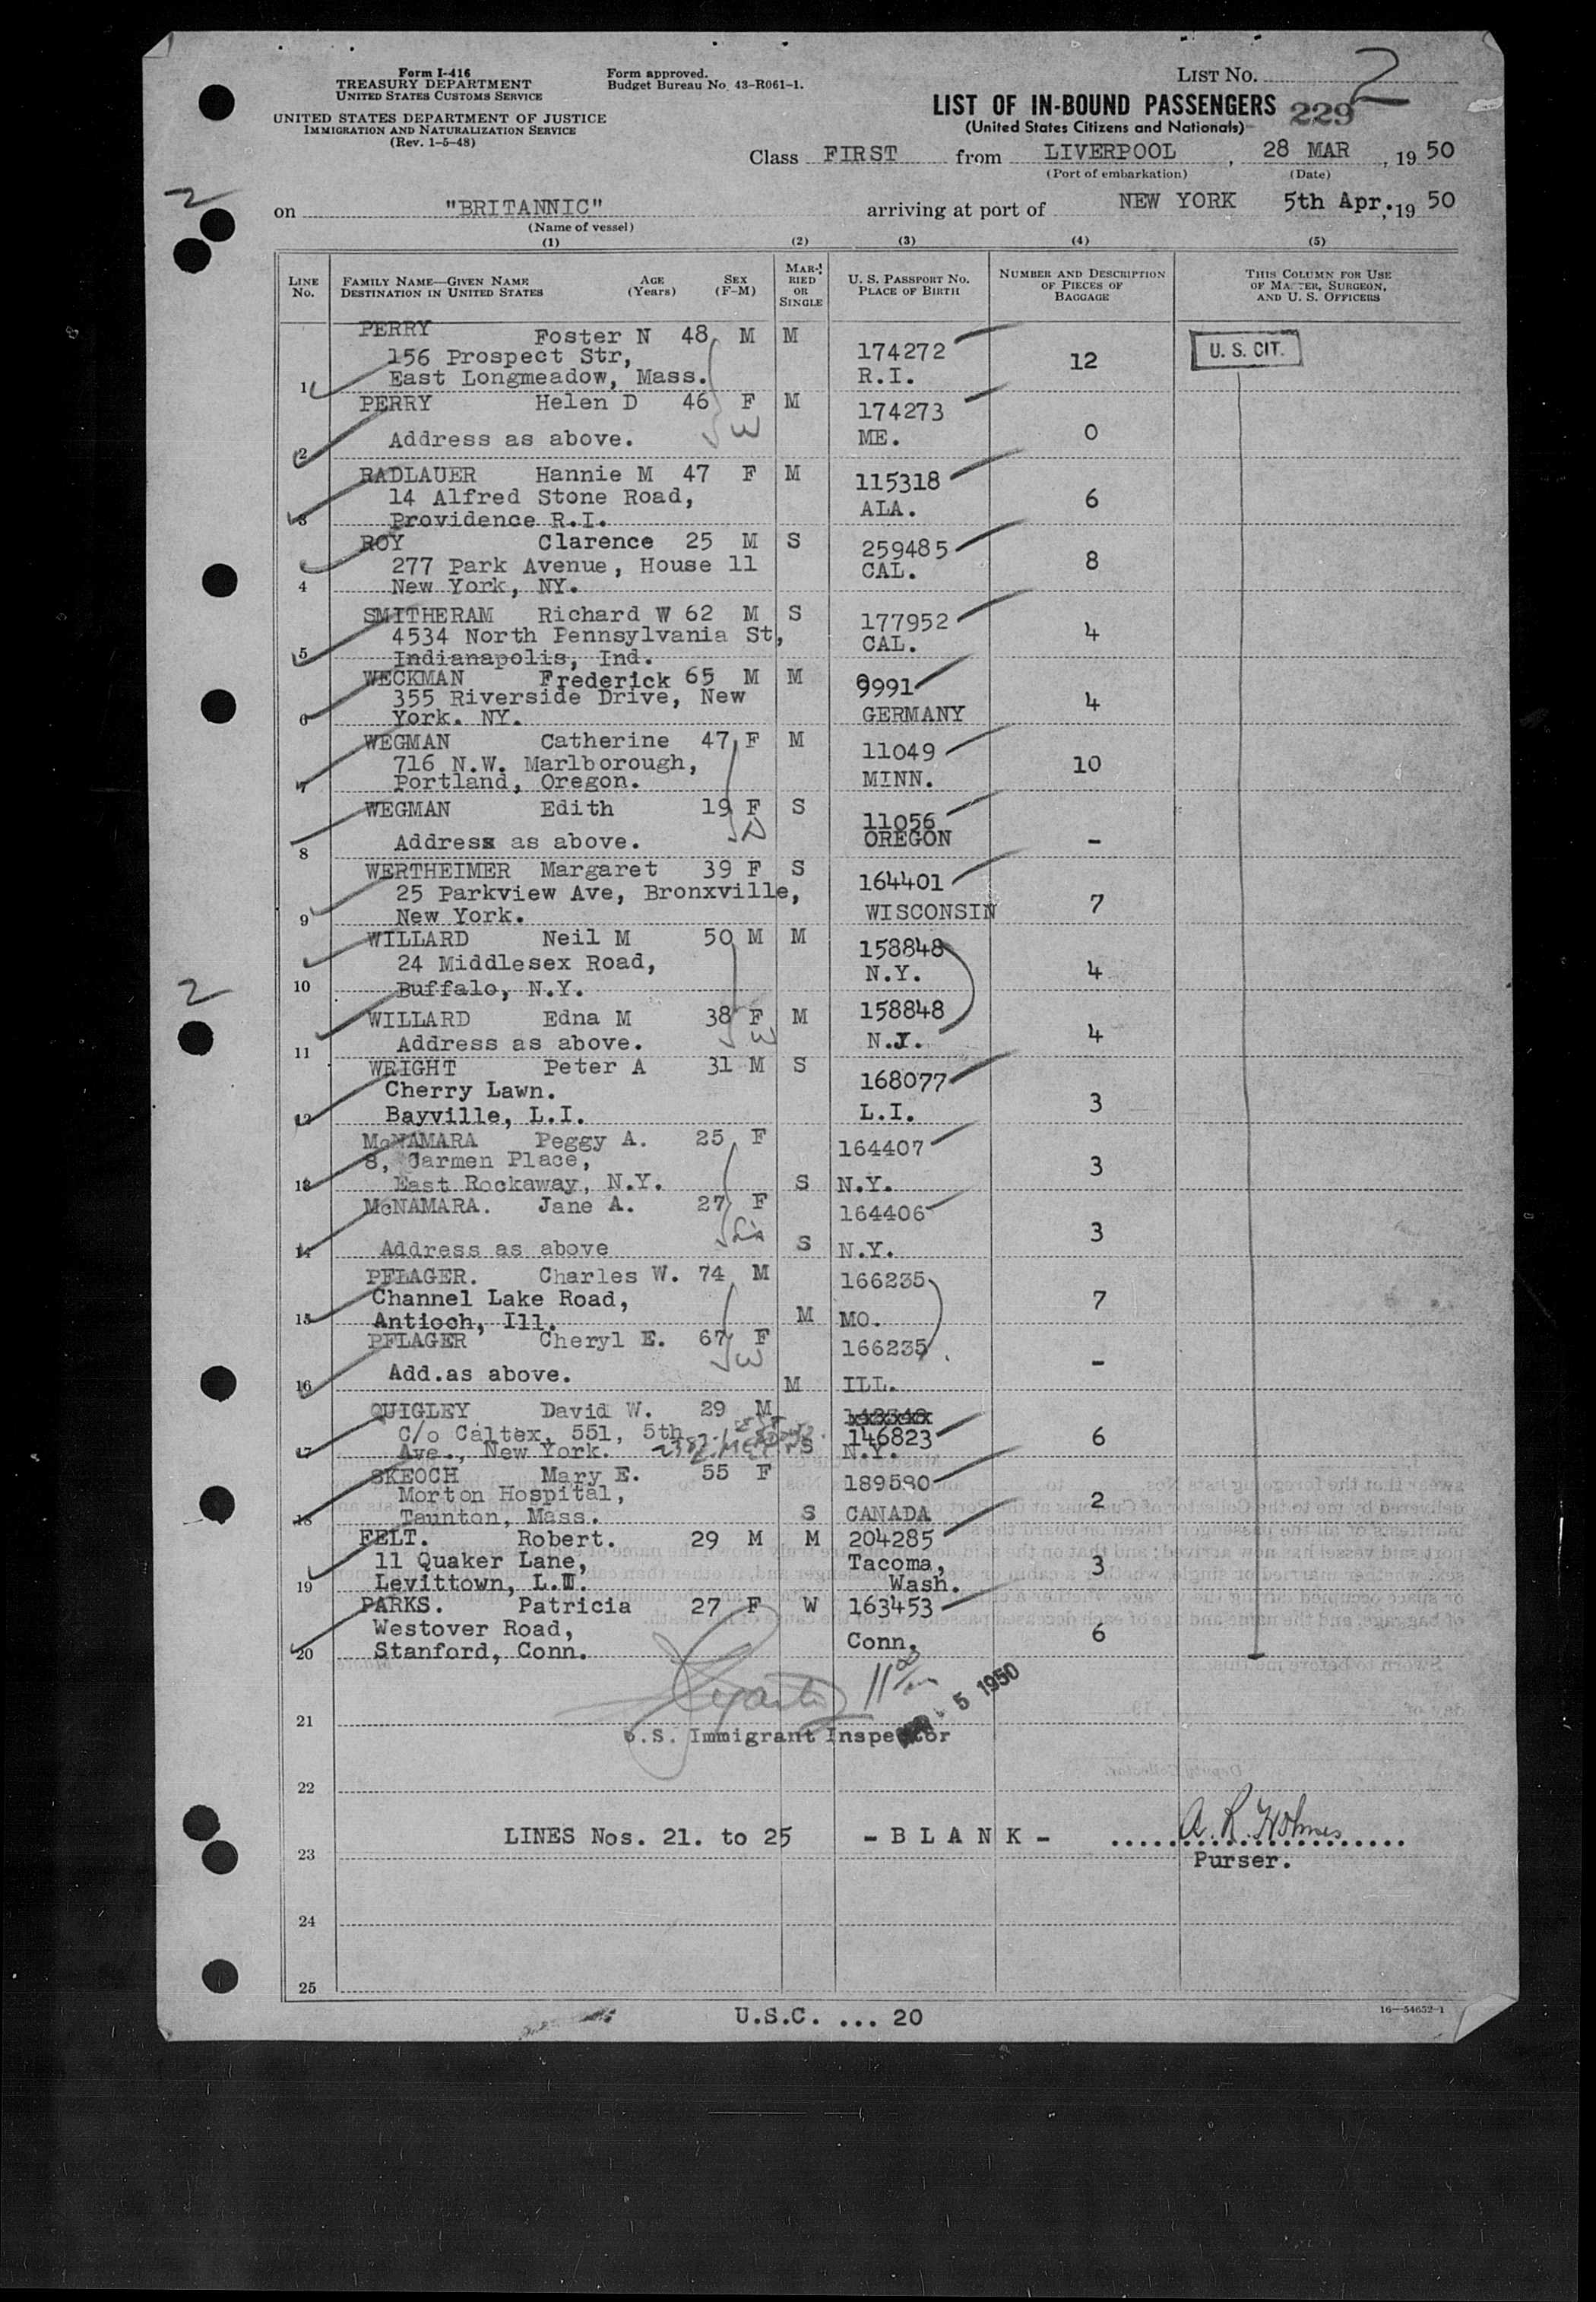 Form I-416
TREASURY DEPARTMENT
UNITED STATES CUSTOMS SERVICE
UNITED STATES DEPARTMENT OF JUSTICE
IMMIGRATION AND NATURALIZATION SERVICE
(Rev. 1-5-48)
Form approved.
Budget Bureau No. 43-R061-1.
LIST NO. 2
LIST OF IN-BOUND PASSENGERS 229
(United States Citizens and Nationals)
Class FIRST from LIVERPOOL, 28 MAR, 19 50
(Port of embarkation) (Date)
2
on "BRITANNIC" arriving at port of NEW YORK 5th Apr., 19 50
(Name of vessel)
(1) (2) (3) (4) (5)
LINE No. FAMILY NAME—GIVEN NAME DESTINATION IN UNITED STATES AGE (Years) SEX (F-M) MARRIED OR SINGLE U. S. PASSPORT NO. PLACE OF BIRTH NUMBER AND DESCRIPTION OF PIECES OF BAGGAGE THIS COLUMN FOR USE OF MASTER, SURGEON, AND U. S. OFFICERS
PERRY Foster N 48 M M 174272 12 U. S. CIT.
156 Prospect Str,
1 East Longmeadow, Mass. R.I.
PERRY Helen D 46 F M 174273 0
2 Address as above. W ME.
RADLAUER Hannie M 47 F M 115318 6
14 Alfred Stone Road, ALA.
3 Providence R.I.
ROY Clarence 25 M S 259485 8
277 Park Avenue, House 11 CAL.
4 New York, NY.
SMITHERAM Richard W 62 M S 177952 4
4534 North Pennsylvania St, CAL.
5 Indianapolis, Ind.
WECKMAN Frederick 65 M M 9991 4
355 Riverside Drive, New
6 York. NY. GERMANY
WEGMAN Catherine 47 F M 11049 10
716 N.W. Marlborough,
7 Portland, Oregon. MINN.
WEGMAN Edith 19 F S 11056 -
8 Address as above. D OREGON
WERTHEIMER Margaret 39 F S 164401 7
25 Parkview Ave, Bronxville,
9 New York. WISCONSIN
WILLARD Neil M 50 M M 158848 4
24 Middlesex Road, N.Y.
10 Buffalo, N.Y.
2
WILLARD Edna M 38 F M 158848 4
11 Address as above. W N.J.
WRIGHT Peter A 31 M S 168077 3
Cherry Lawn.
12 Bayville, L.I. L.I.
McNAMARA Peggy A. 25 F 164407 3
8, Carmen Place,
13 East Rockaway, N.Y. S N.Y.
McNAMARA. Jane A. 27 F 164406 3
14 Address as above Sis S N.Y.
PFLAGER. Charles W. 74 M 166235 7
Channel Lake Road,
15 Antioch, Ill. M MO.
PFLAGER Cheryl E. 67 F 166235 -
16 Add.as above. W M ILL.
QUIGLEY David W. 29 M
C/o Caltex, 551, 5th 146823 6
17 Ave., New York. S N.Y.
SKEOCH Mary E. 55 F 189580 2
Morton Hospital,
18 Taunton, Mass. S CANADA
FELT. Robert. 29 M M 204285 3
11 Quaker Lane, Tacoma,
19 Levittown, L.I. Wash.
PARKS. Patricia 27 F W 163453 6
Westover Road,
20 Stanford, Conn. Conn.
5 1950
21
U.S. Immigrant Inspector
22
LINES Nos. 21. to 25 - B L A N K - A. R. Holmes
23 Purser.
24
25
U.S.C. ... 20
16—54652-1